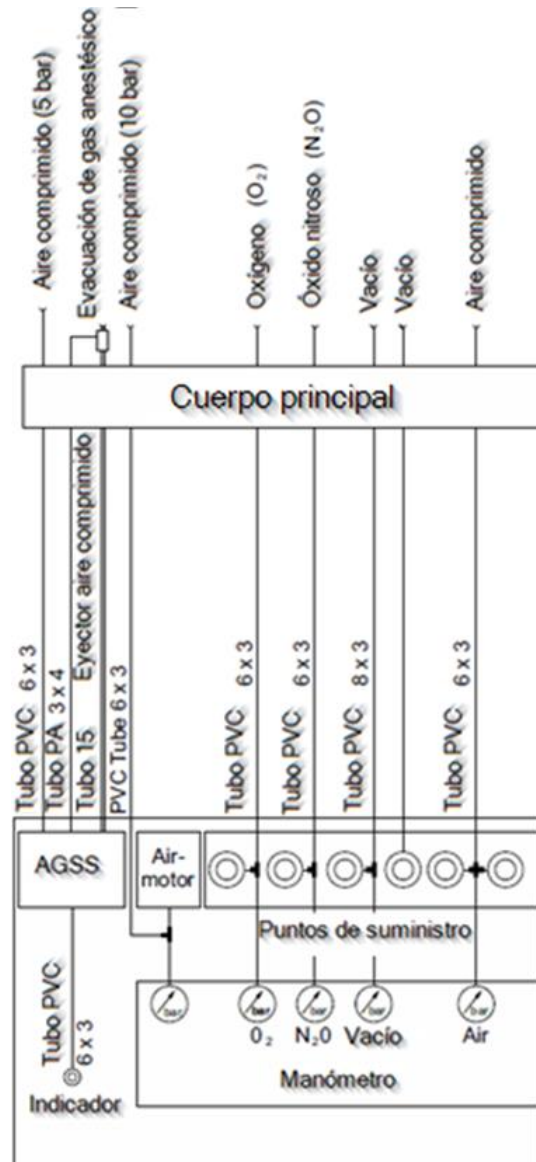 Aire comprimido (5 bar)
Evacuación de gas anestésico
Aire comprimido (10 bar)
Oxígeno (O₂)
Óxido nitroso (N₂O)
Vacío
Vacío
Aire comprimido
Cuerpo principal
Tubo PVC 6 x 3
Tubo PA 3 x 4
Tubo 15
Eyector aire comprimido
PVC Tube 6 x 3
Tubo PVC 6 x 3
Tubo PVC 6 x 3
Tubo PVC 8 x 3
Tubo PVC 6 x 3
AGSS
Air-
motor
Puntos de suministro
Tubo PVC
6 x 3
Indicador
bar
bar
bar
bar
bar
O₂
N₂O
Vacío
Air
Manómetro